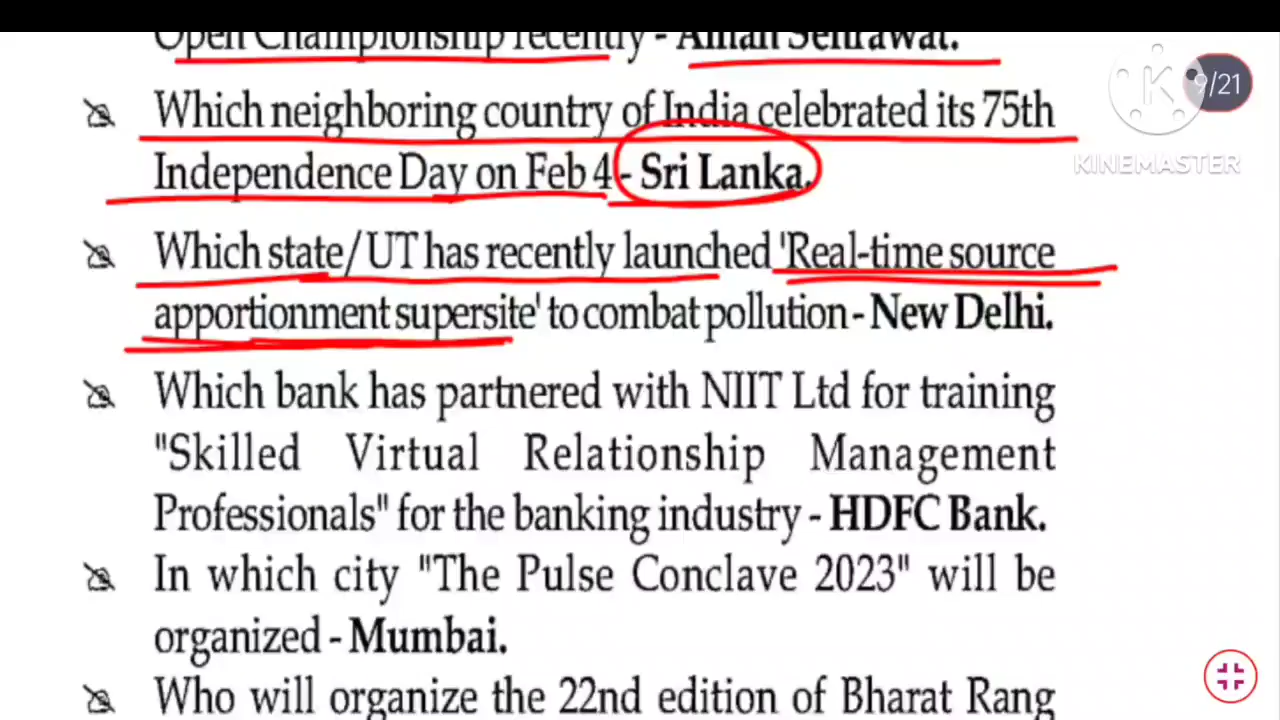 Open Championship recently - Aman Sehrawat.
9/21
K
KINEMASTER
Which neighboring country of India celebrated its 75th
Independence Day on Feb 4 - Sri Lanka.
Which state/UT has recently launched 'Real-time source
apportionment supersite' to combat pollution - New Delhi.
Which bank has partnered with NIIT Ltd for training
"Skilled Virtual Relationship Management
Professionals" for the banking industry - HDFC Bank.
In which city "The Pulse Conclave 2023" will be
organized - Mumbai.
Who will organize the 22nd edition of Bharat Rang